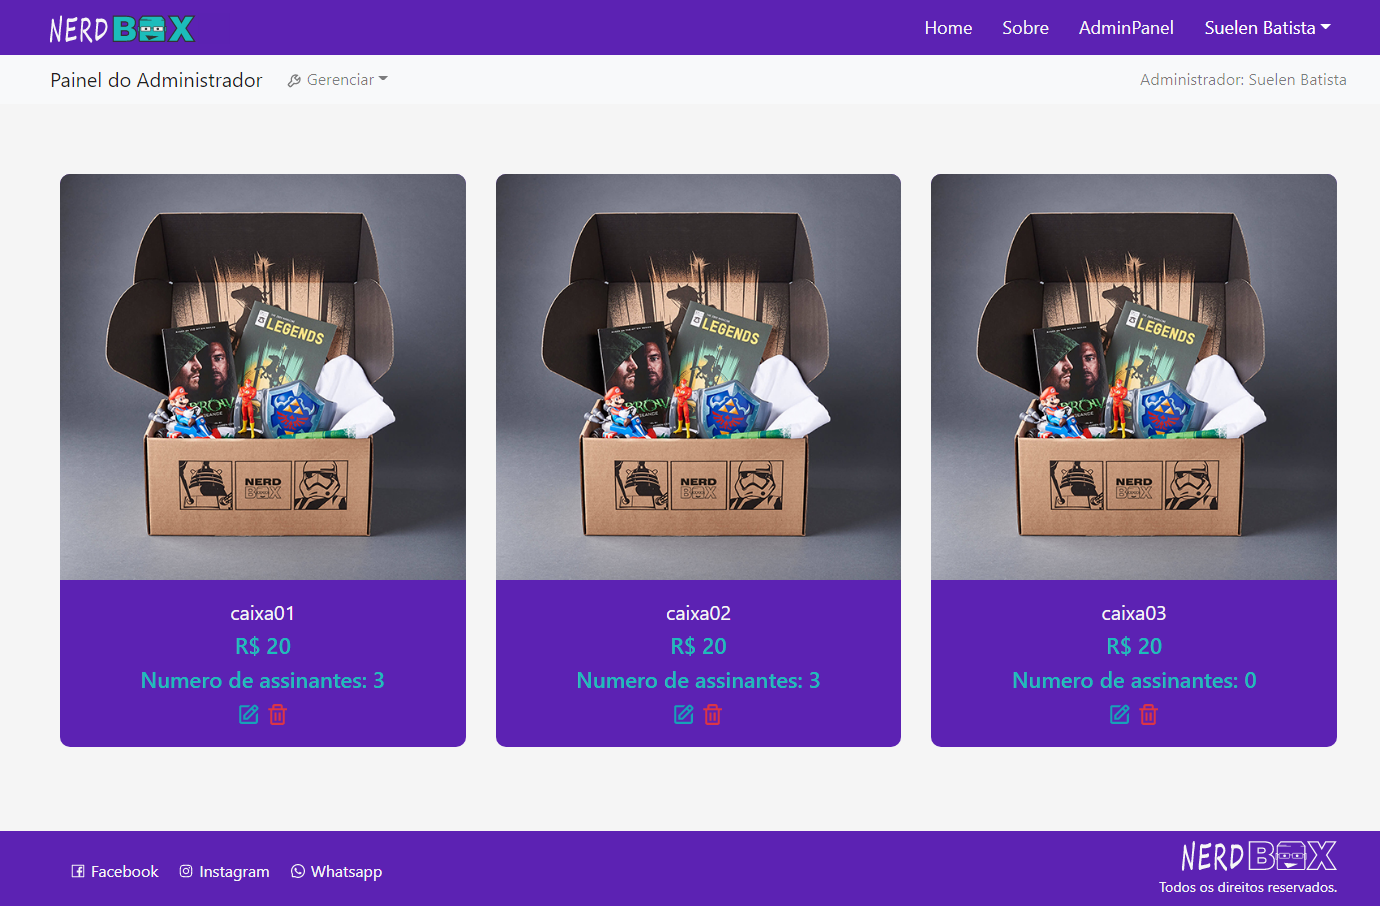 NERD BOX
Home
Sobre
AdminPanel
Suelen Batista
Painel do Administrador
Gerenciar
Administrador: Suelen Batista
LEGENDS
NERD
BOX
LEGENDS
NERD
BOX
LEGENDS
NERD
BOX
caixa01
R$ 20
Numero de assinantes: 3
caixa02
R$ 20
Numero de assinantes: 3
caixa03
R$ 20
Numero de assinantes: 0
Facebook
Instagram
Whatsapp
NERD BOX
Todos os direitos reservados.